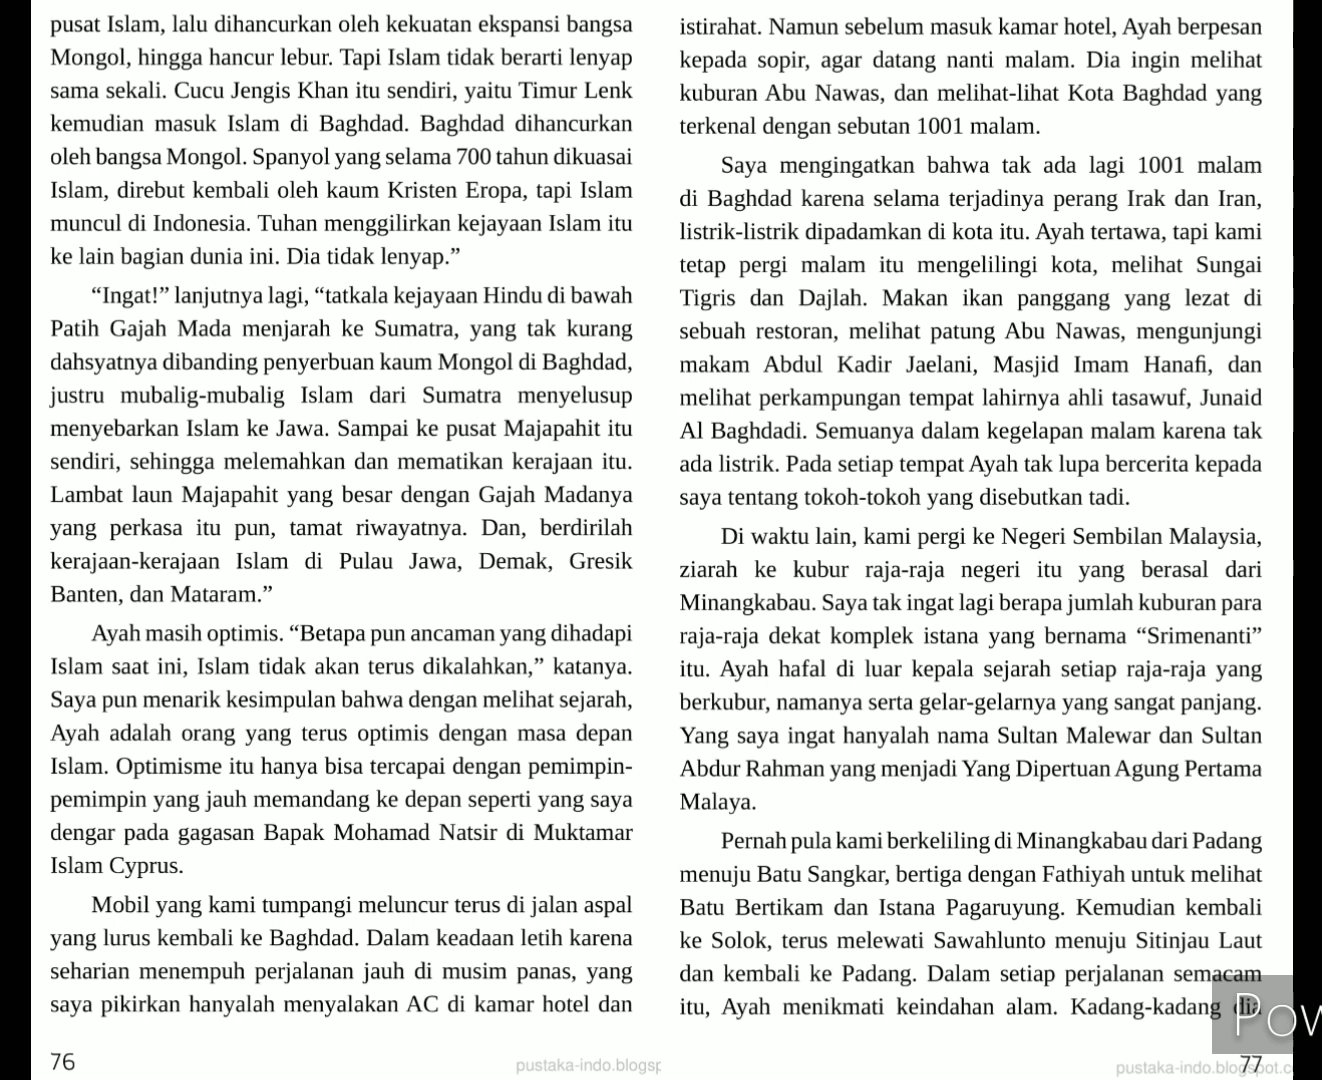 pusat Islam, lalu dihancurkan oleh kekuatan ekspansi bangsa
Mongol, hingga hancur lebur. Tapi Islam tidak berarti lenyap
sama sekali. Cucu Jengis Khan itu sendiri, yaitu Timur Lenk
kemudian masuk Islam di Baghdad. Baghdad dihancurkan
oleh bangsa Mongol. Spanyol yang selama 700 tahun dikuasai
Islam, direbut kembali oleh kaum Kristen Eropa, tapi Islam
muncul di Indonesia. Tuhan menggilirkan kejayaan Islam itu
ke lain bagian dunia ini. Dia tidak lenyap.”
“Ingat!” lanjutnya lagi, “tatkala kejayaan Hindu di bawah
Patih Gajah Mada menjarah ke Sumatra, yang tak kurang
dahsyatnya dibanding penyerbuan kaum Mongol di Baghdad,
justru mubalig-mubalig Islam dari Sumatra menyelusup
menyebarkan Islam ke Jawa. Sampai ke pusat Majapahit itu
sendiri, sehingga melemahkan dan mematikan kerajaan itu.
Lambat laun Majapahit yang besar dengan Gajah Madanya
yang perkasa itu pun, tamat riwayatnya. Dan, berdirilah
kerajaan-kerajaan Islam di Pulau Jawa, Demak, Gresik
Banten, dan Mataram.”
Ayah masih optimis. “Betapa pun ancaman yang dihadapi
Islam saat ini, Islam tidak akan terus dikalahkan,” katanya.
Saya pun menarik kesimpulan bahwa dengan melihat sejarah,
Ayah adalah orang yang terus optimis dengan masa depan
Islam. Optimisme itu hanya bisa tercapai dengan pemimpin-
pemimpin yang jauh memandang ke depan seperti yang saya
dengar pada gagasan Bapak Mohamad Natsir di Muktamar
Islam Cyprus.
Mobil yang kami tumpangi meluncur terus di jalan aspal
yang lurus kembali ke Baghdad. Dalam keadaan letih karena
seharian menempuh perjalanan jauh di musim panas, yang
saya pikirkan hanyalah menyalakan AC di kamar hotel dan
76
pustaka-indo.blogsp
istirahat. Namun sebelum masuk kamar hotel, Ayah berpesan
kepada sopir, agar datang nanti malam. Dia ingin melihat
kuburan Abu Nawas, dan melihat-lihat Kota Baghdad yang
terkenal dengan sebutan 1001 malam.
Saya mengingatkan bahwa tak ada lagi 1001 malam
di Baghdad karena selama terjadinya perang Irak dan Iran,
listrik-listrik dipadamkan di kota itu. Ayah tertawa, tapi kami
tetap pergi malam itu mengelilingi kota, melihat Sungai
Tigris dan Dajlah. Makan ikan panggang yang lezat di
sebuah restoran, melihat patung Abu Nawas, mengunjungi
makam Abdul Kadir Jaelani, Masjid Imam Hanafi, dan
melihat perkampungan tempat lahirnya ahli tasawuf, Junaid
Al Baghdadi. Semuanya dalam kegelapan malam karena tak
ada listrik. Pada setiap tempat Ayah tak lupa bercerita kepada
saya tentang tokoh-tokoh yang disebutkan tadi.
Di waktu lain, kami pergi ke Negeri Sembilan Malaysia,
ziarah ke kubur raja-raja negeri itu yang berasal dari
Minangkabau. Saya tak ingat lagi berapa jumlah kuburan para
raja-raja dekat komplek istana yang bernama “Srimenanti”
itu. Ayah hafal di luar kepala sejarah setiap raja-raja yang
berkubur, namanya serta gelar-gelarnya yang sangat panjang.
Yang saya ingat hanyalah nama Sultan Malewar dan Sultan
Abdur Rahman yang menjadi Yang Dipertuan Agung Pertama
Malaya.
Pernah pula kami berkeliling di Minangkabau dari Padang
menuju Batu Sangkar, bertiga dengan Fathiyah untuk melihat
Batu Bertikam dan Istana Pagaruyung. Kemudian kembali
ke Solok, terus melewati Sawahlunto menuju Sitinjau Laut
dan kembali ke Padang. Dalam setiap perjalanan semacam
itu, Ayah menikmati keindahan alam. Kadang-kadang dia
Pow
77
pustaka-indo.blogspot.c